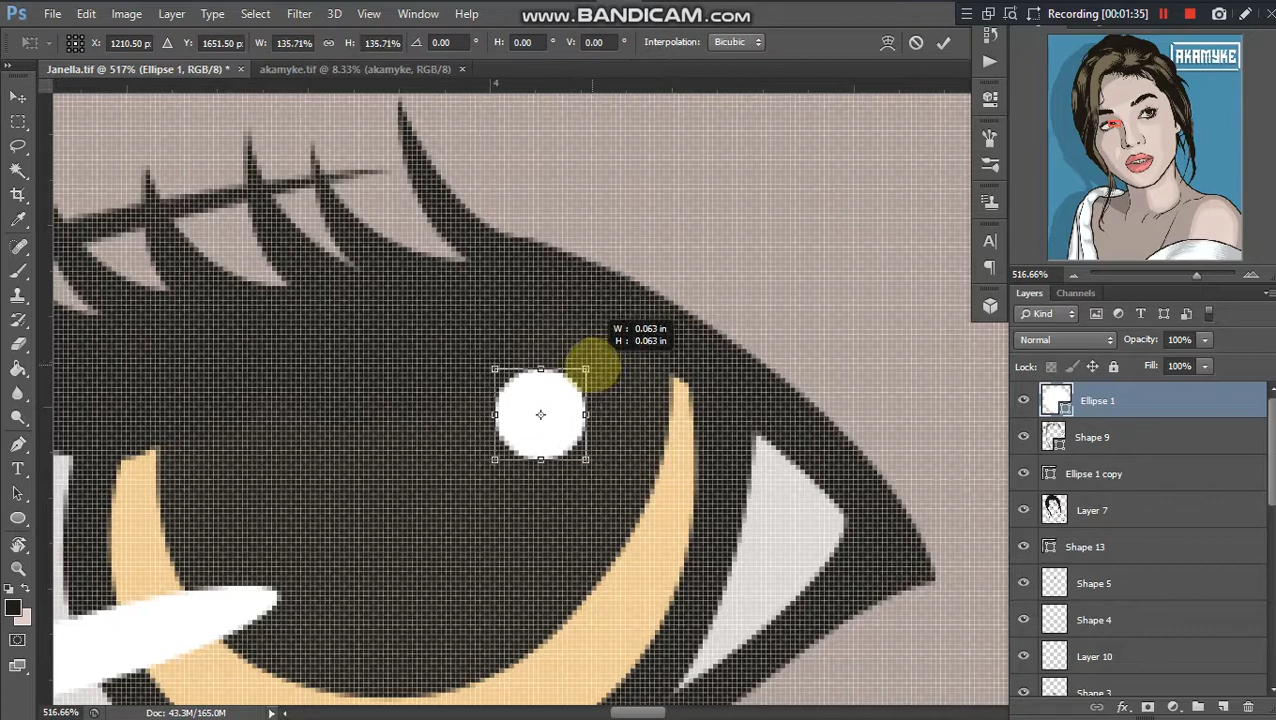 Ps File Edit Image Layer Type Select Filter 3D View Window Help
www.BANDICAM.com
Recording [00:01:35]
X: 1210.50 px Y: 1651.50 px W: 135.71% H: 135.71% 0.00 ° H: 0.00 ° V: 0.00 ° Interpolation: Bicubic
Janella.tif @ 517% (Ellipse 1, RGB/8) * ×
akamyke.tif @ 8.33% (akamyke, RGB/8) ×
4
AKAMYKE
516.66%
Layers Channels
Kind
Normal Opacity: 100%
Lock: Fill: 100%
Ellipse 1
Shape 9
Ellipse 1 copy
Layer 7
Shape 13
Shape 5
Shape 4
Layer 10
Shape 3
W : 0.063 in
H : 0.063 in
516.66% Doc: 43.3M/165.0M